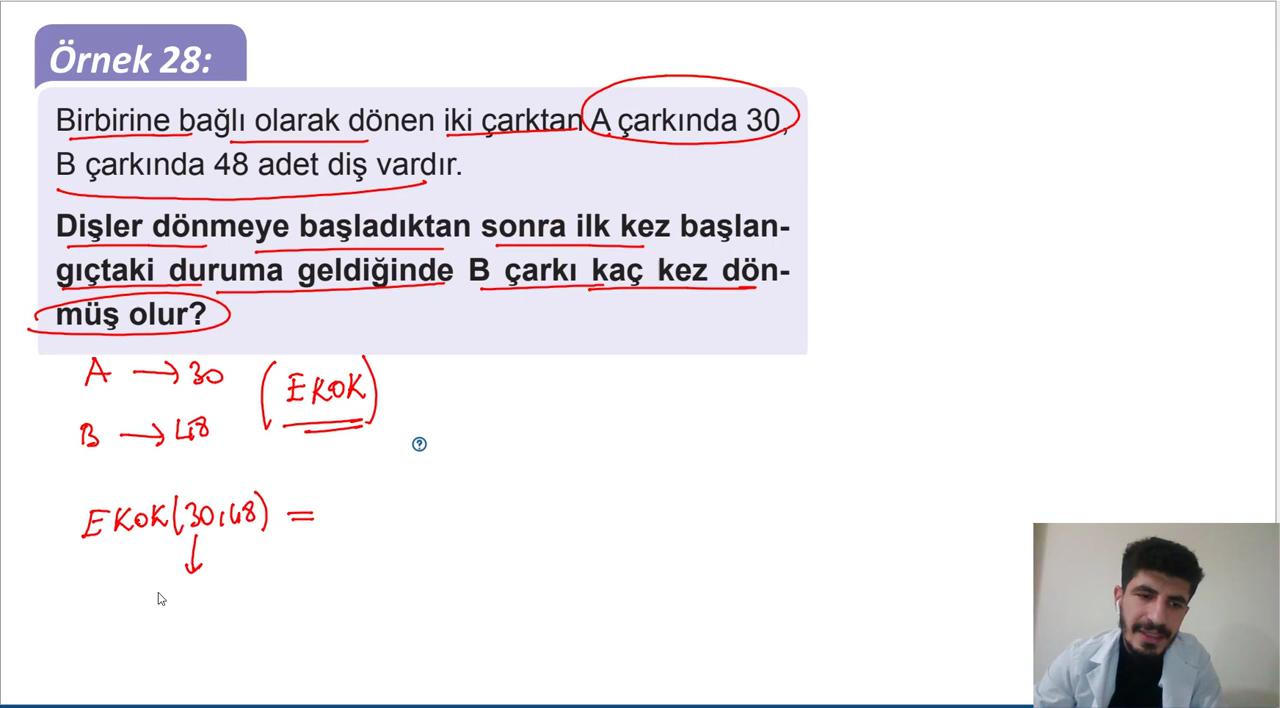 Örnek 28:
Birbirine bağlı olarak dönen iki çarktan A çarkında 30,
B çarkında 48 adet diş vardır.
Dişler dönmeye başladıktan sonra ilk kez başlan-
gıçtaki duruma geldiğinde B çarkı kaç kez dön-
müş olur?
A → 30
(EKOK)
B → 48
?
EKOK(30,48) =
↓